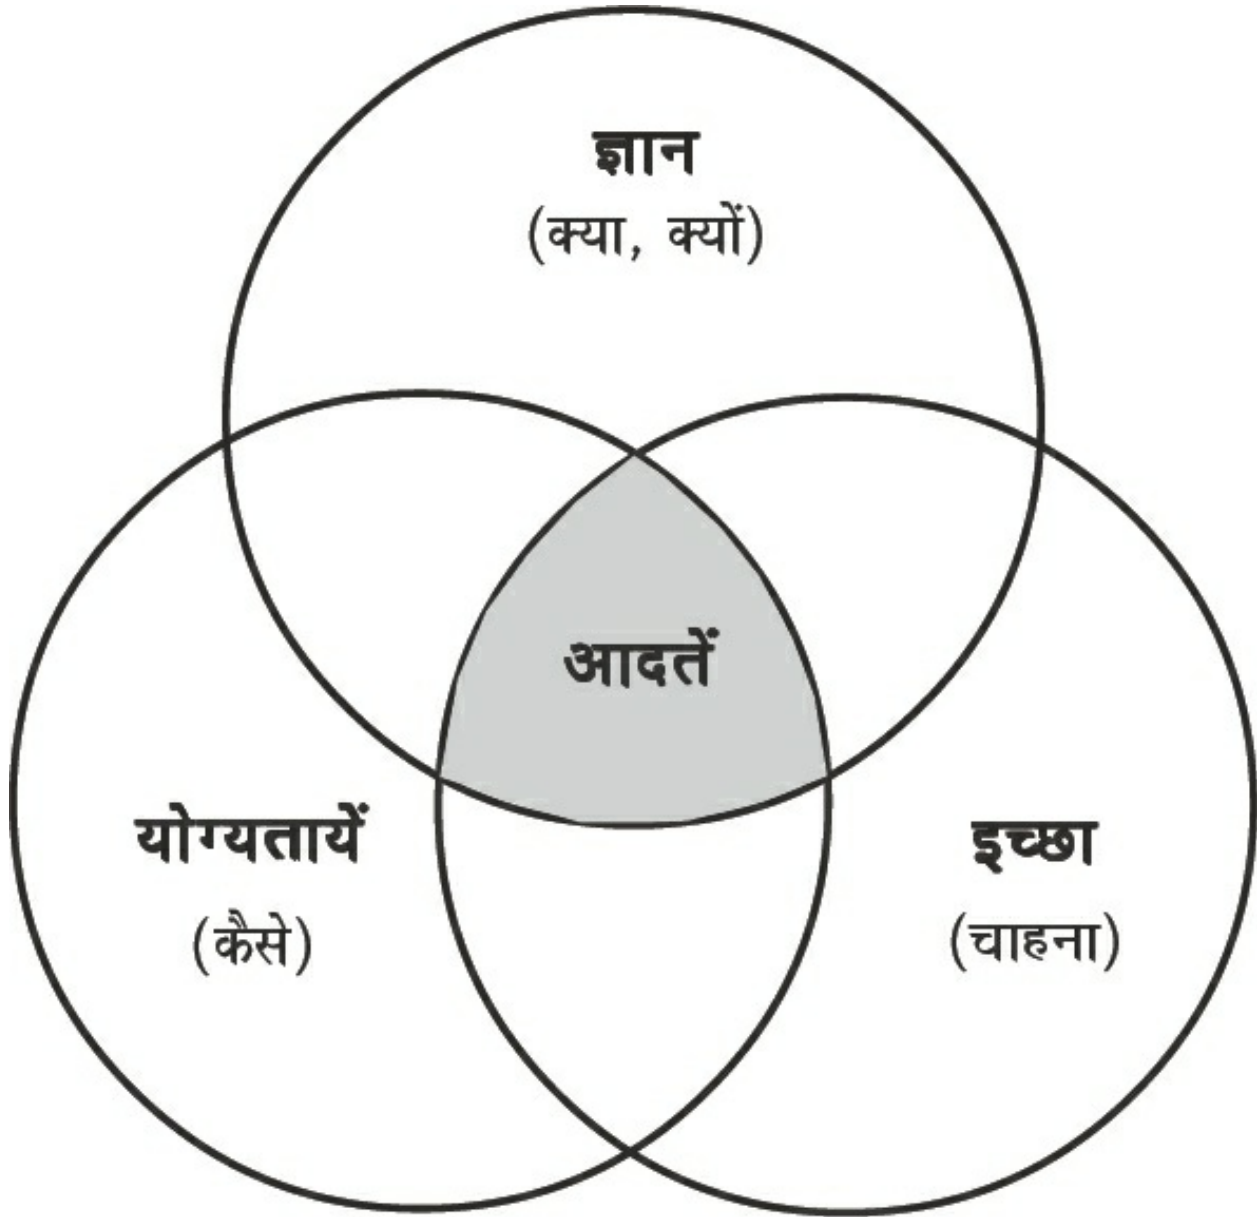 ज्ञान
(क्या, क्यों)
आदतें
योग्यतायें
(कैसे)
इच्छा
(चाहना)